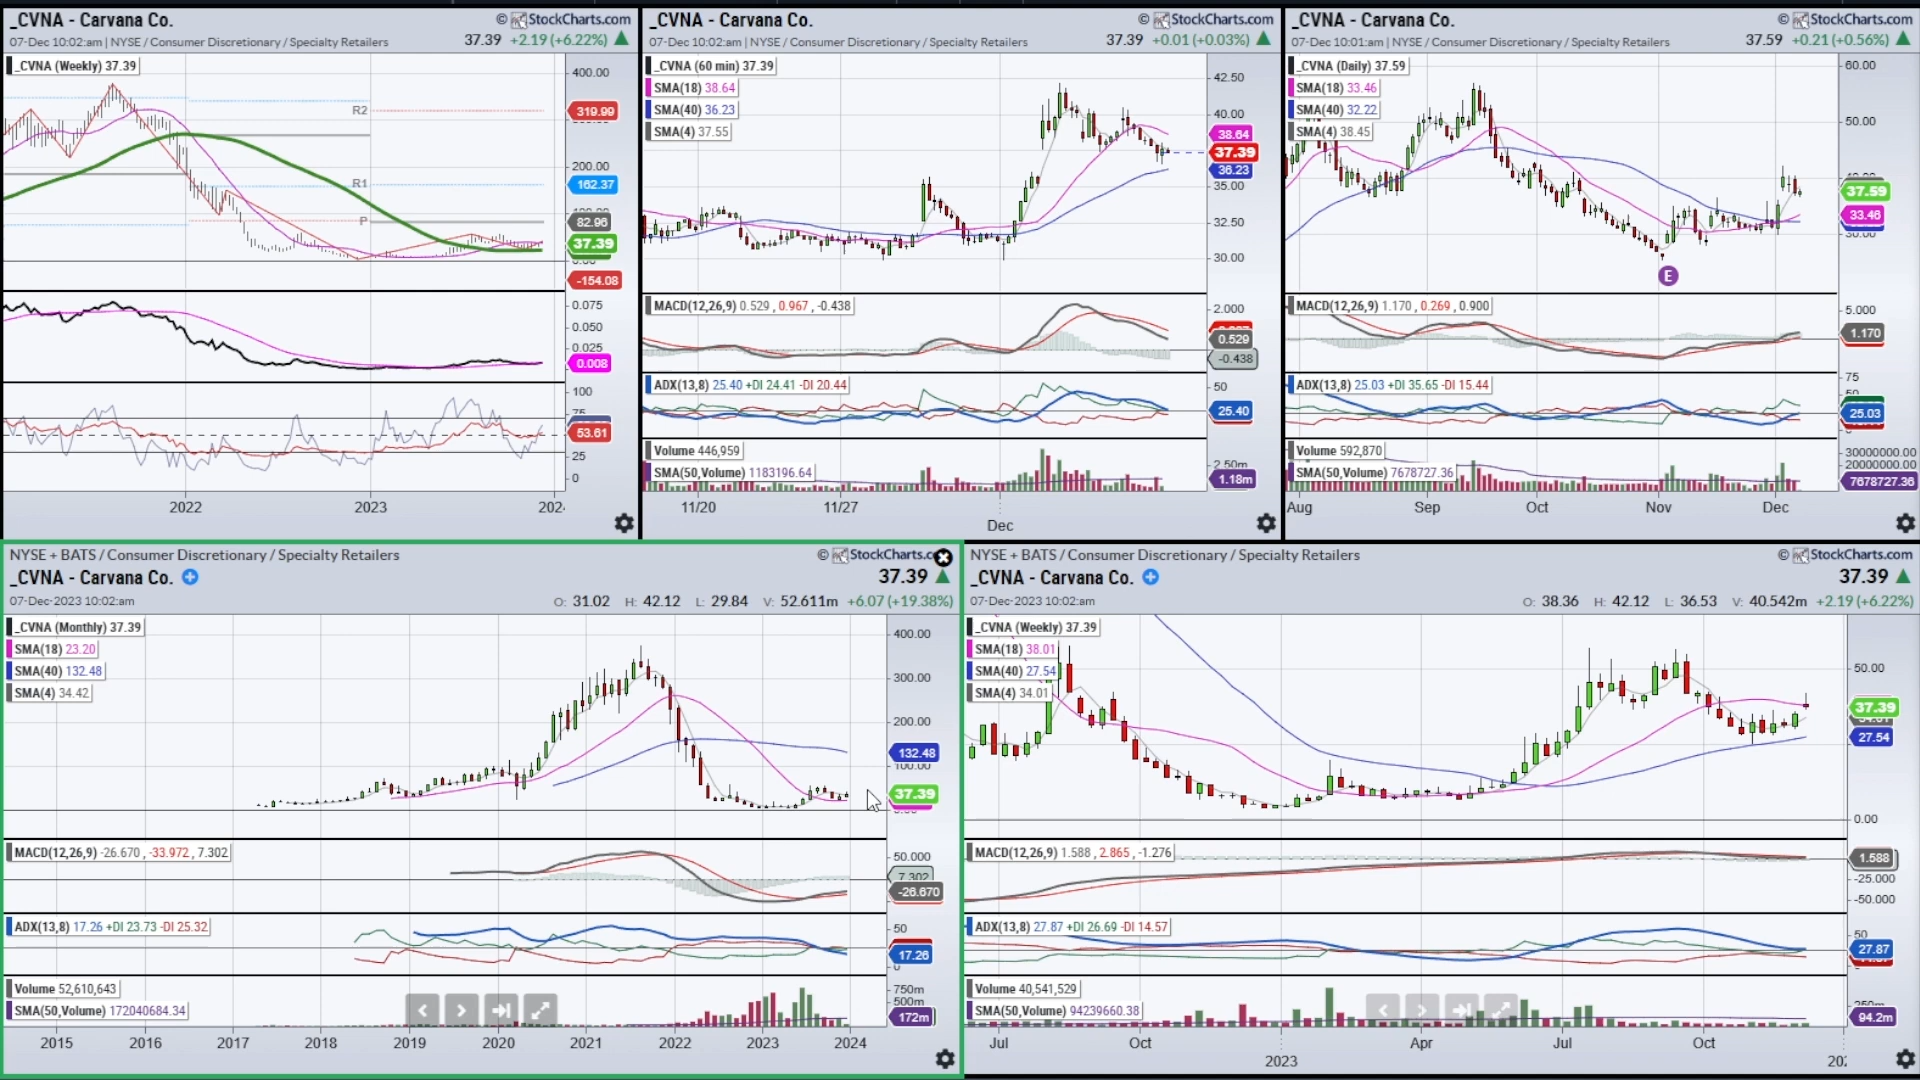 _CVNA - Carvana Co.
© StockCharts.com
07-Dec 10:02:am | NYSE / Consumer Discretionary / Specialty Retailers
37.39 +2.19 (+6.22%)
_CVNA (Weekly) 37.39
400.00
R2
319.99
200.00
R1
162.37
P
82.96
37.39
-154.08
0.075
0.050
0.025
0.008
100
75
53.61
25
0
2022
2023
202
_CVNA - Carvana Co.
© StockCharts.com
07-Dec 10:02:am | NYSE / Consumer Discretionary / Specialty Retailers
37.39 +0.01 (+0.03%)
_CVNA (60 min) 37.39
SMA(18) 38.64
SMA(40) 36.23
SMA(4) 37.55
42.50
40.00
38.64
37.39
36.23
35.00
32.50
30.00
MACD(12,26,9) 0.529, 0.967, -0.438
2.000
0.529
-0.438
ADX(13,8) 25.40 +DI 24.41 -DI 20.44
50
25.40
Volume 446,959
SMA(50,Volume) 1183196.64
2.50m
1.18m
11/20
11/27
Dec
_CVNA - Carvana Co.
© StockCharts.com
07-Dec 10:01:am | NYSE / Consumer Discretionary / Specialty Retailers
37.59 +0.21 (+0.56%)
_CVNA (Daily) 37.59
SMA(18) 33.46
SMA(40) 32.22
SMA(4) 38.45
60.00
50.00
40.00
37.59
33.46
30.00
E
MACD(12,26,9) 1.170, 0.269, 0.900
5.000
1.170
ADX(13,8) 25.03 +DI 35.65 -DI 15.44
75
25.03
Volume 592,870
SMA(50,Volume) 7678727.36
30000000.00
20000000.00
7678727.36
Aug
Sep
Oct
Nov
Dec
NYSE + BATS / Consumer Discretionary / Specialty Retailers
© StockCharts.co
_CVNA - Carvana Co.
37.39
07-Dec-2023 10:02am
O: 31.02 H: 42.12 L: 29.84 V: 52.611m +6.07 (+19.38%)
_CVNA (Monthly) 37.39
SMA(18) 23.20
SMA(40) 132.48
SMA(4) 34.42
400.00
300.00
200.00
132.48
100.00
37.39
MACD(12,26,9) -26.670, -33.972, 7.302
50.000
7.302
-26.670
ADX(13,8) 17.26 +DI 23.73 -DI 25.32
50
17.26
0
Volume 52,610,643
SMA(50,Volume) 172040684.34
750m
500m
172m
2015
2016
2017
2018
2019
2020
2021
2022
2023
2024
NYSE + BATS / Consumer Discretionary / Specialty Retailers
© StockCharts.com
_CVNA - Carvana Co.
37.39
07-Dec-2023 10:02am
O: 38.36 H: 42.12 L: 36.53 V: 40.542m +2.19 (+6.22%)
_CVNA (Weekly) 37.39
SMA(18) 38.01
SMA(40) 27.54
SMA(4) 34.01
50.00
37.39
27.54
0.00
MACD(12,26,9) 1.588, 2.865, -1.276
1.588
-25.000
-50.000
ADX(13,8) 27.87 +DI 26.69 -DI 14.57
50
27.87
Volume 40,541,529
SMA(50,Volume) 94239660.38
94.2m
Jul
Oct
2023
Apr
Jul
Oct
202